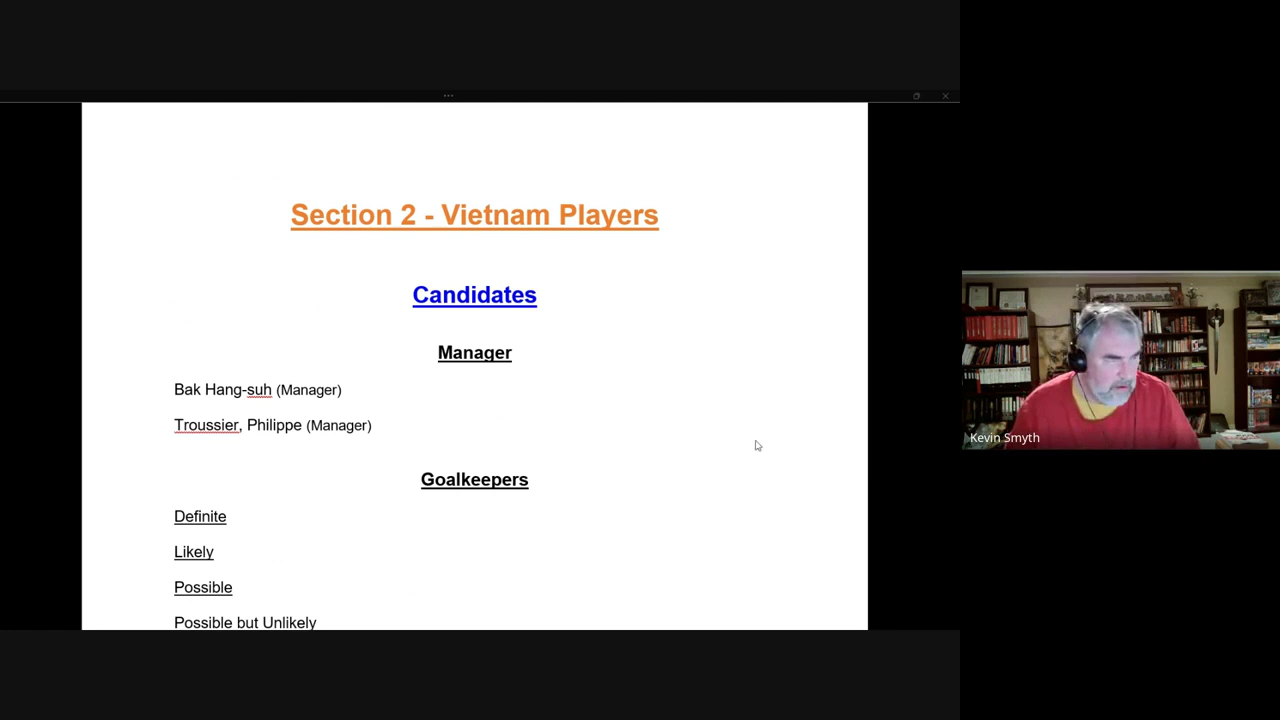 Section 2 - Vietnam Players
Candidates
Manager
Bak Hang-suh (Manager)
Troussier, Philippe (Manager)
Goalkeepers
Definite
Likely
Possible
Possible but Unlikely
Kevin Smyth